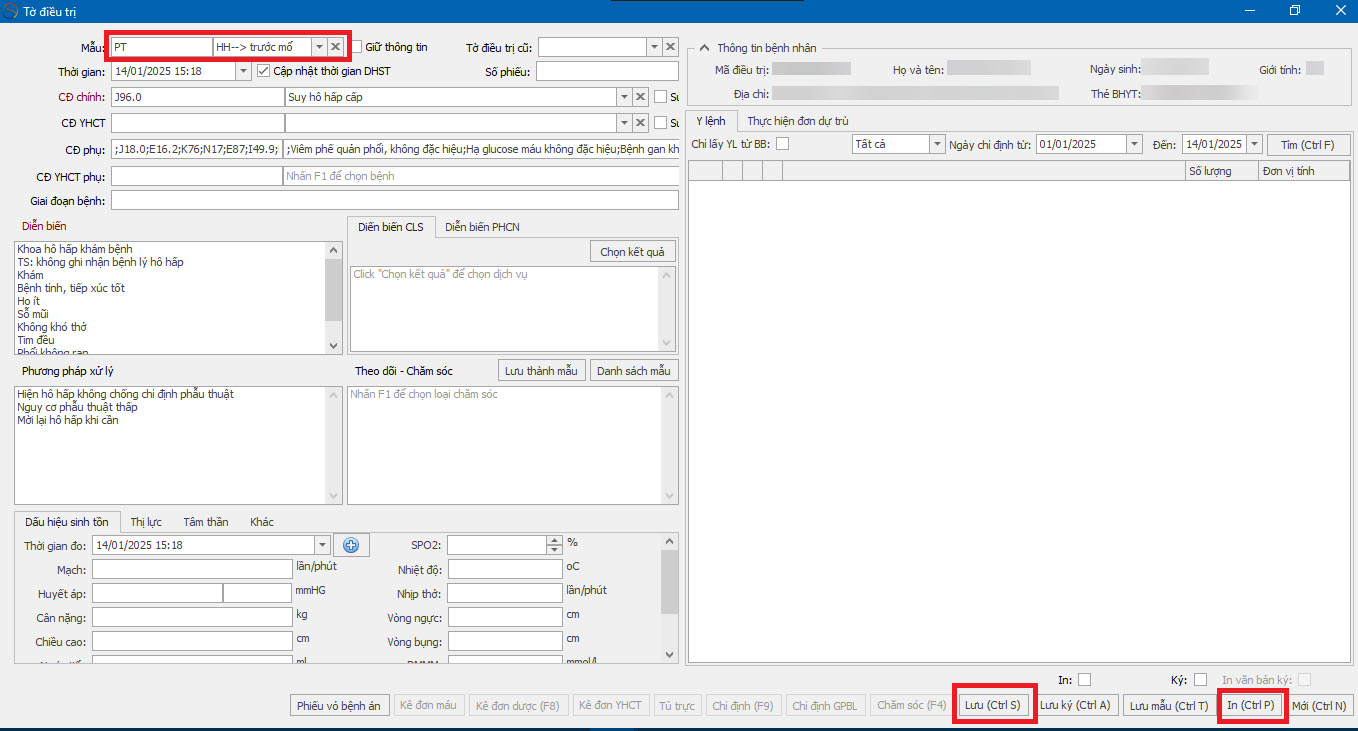 Tờ điều trị
Mẫu: PT HH--> trước mổ Giữ thông tin Tờ điều trị cũ:
Thời gian: 14/01/2025 15:18 Cập nhật thời gian DHST Số phiếu:
CĐ chính: J96.0 Suy hô hấp cấp
CĐ YHCT
CĐ phụ: ;J18.0;E16.2;K76;N17;E87;I49.9; ;Viêm phế quản phổi, không đặc hiệu;Hạ glucose máu không đặc hiệu;Bệnh gan kh
CĐ YHCT phụ: Nhấn F1 để chọn bệnh
Giai đoạn bệnh:
Diễn biến
Khoa hô hấp khám bệnh
TS: không ghi nhận bệnh lý hô hấp
Khám
Bệnh tỉnh, tiếp xúc tốt
Ho ít
Sổ mũi
Không khó thở
Tim đều
Phổi không ran
Diễn biến CLS Diễn biến PHCN
Chọn kết quả
Click "Chọn kết quả" để chọn dịch vụ
Phương pháp xử lý
Hiện hô hấp không chống chỉ định phẫu thuật
Nguy cơ phẫu thuật thấp
Mời lại hô hấp khi cần
Theo dõi - Chăm sóc Lưu thành mẫu Danh sách mẫu
Nhấn F1 để chọn loại chăm sóc
Dấu hiệu sinh tồn Thị lực Tâm thần Khác
Thời gian đo: 14/01/2025 15:18 SPO2: %
Mạch: lần/phút Nhiệt độ: oC
Huyết áp: mmHG Nhịp thở: lần/phút
Cân nặng: kg Vòng ngực: cm
Chiều cao: cm Vòng bụng: cm
ml mmol/l
Thông tin bệnh nhân
Mã điều trị: Họ và tên: Ngày sinh: Giới tính:
Địa chỉ: Thẻ BHYT:
Y lệnh Thực hiện đơn dự trù
Chỉ lấy YL từ BB: Tất cả Ngày chỉ định từ: 01/01/2025 Đến: 14/01/2025 Tìm (Ctrl F)
Số lượng Đơn vị tính
In: Ký: In văn bản ký:
Phiếu vỏ bệnh án Kê đơn máu Kê đơn dược (F8) Kê đơn YHCT Tủ trực Chỉ định (F9) Chỉ định GPBL Chăm sóc (F4) Lưu (Ctrl S) Lưu ký (Ctrl A) Lưu mẫu (Ctrl T) In (Ctrl P) Mới (Ctrl N)